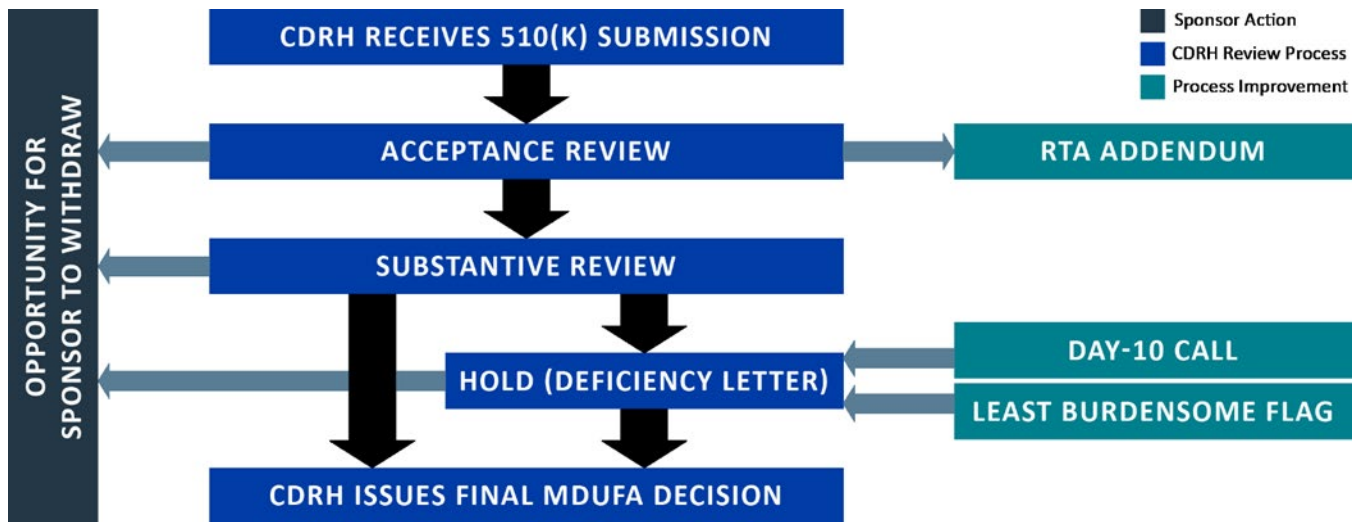 CDRH RECEIVES 510(K) SUBMISSION
Sponsor Action
CDRH Review Process
Process Improvement
OPPORTUNITY FOR
SPONSOR TO WITHDRAW
ACCEPTANCE REVIEW
RTA ADDENDUM
SUBSTANTIVE REVIEW
DAY-10 CALL
HOLD (DEFICIENCY LETTER)
LEAST BURDENSOME FLAG
CDRH ISSUES FINAL MDUFA DECISION